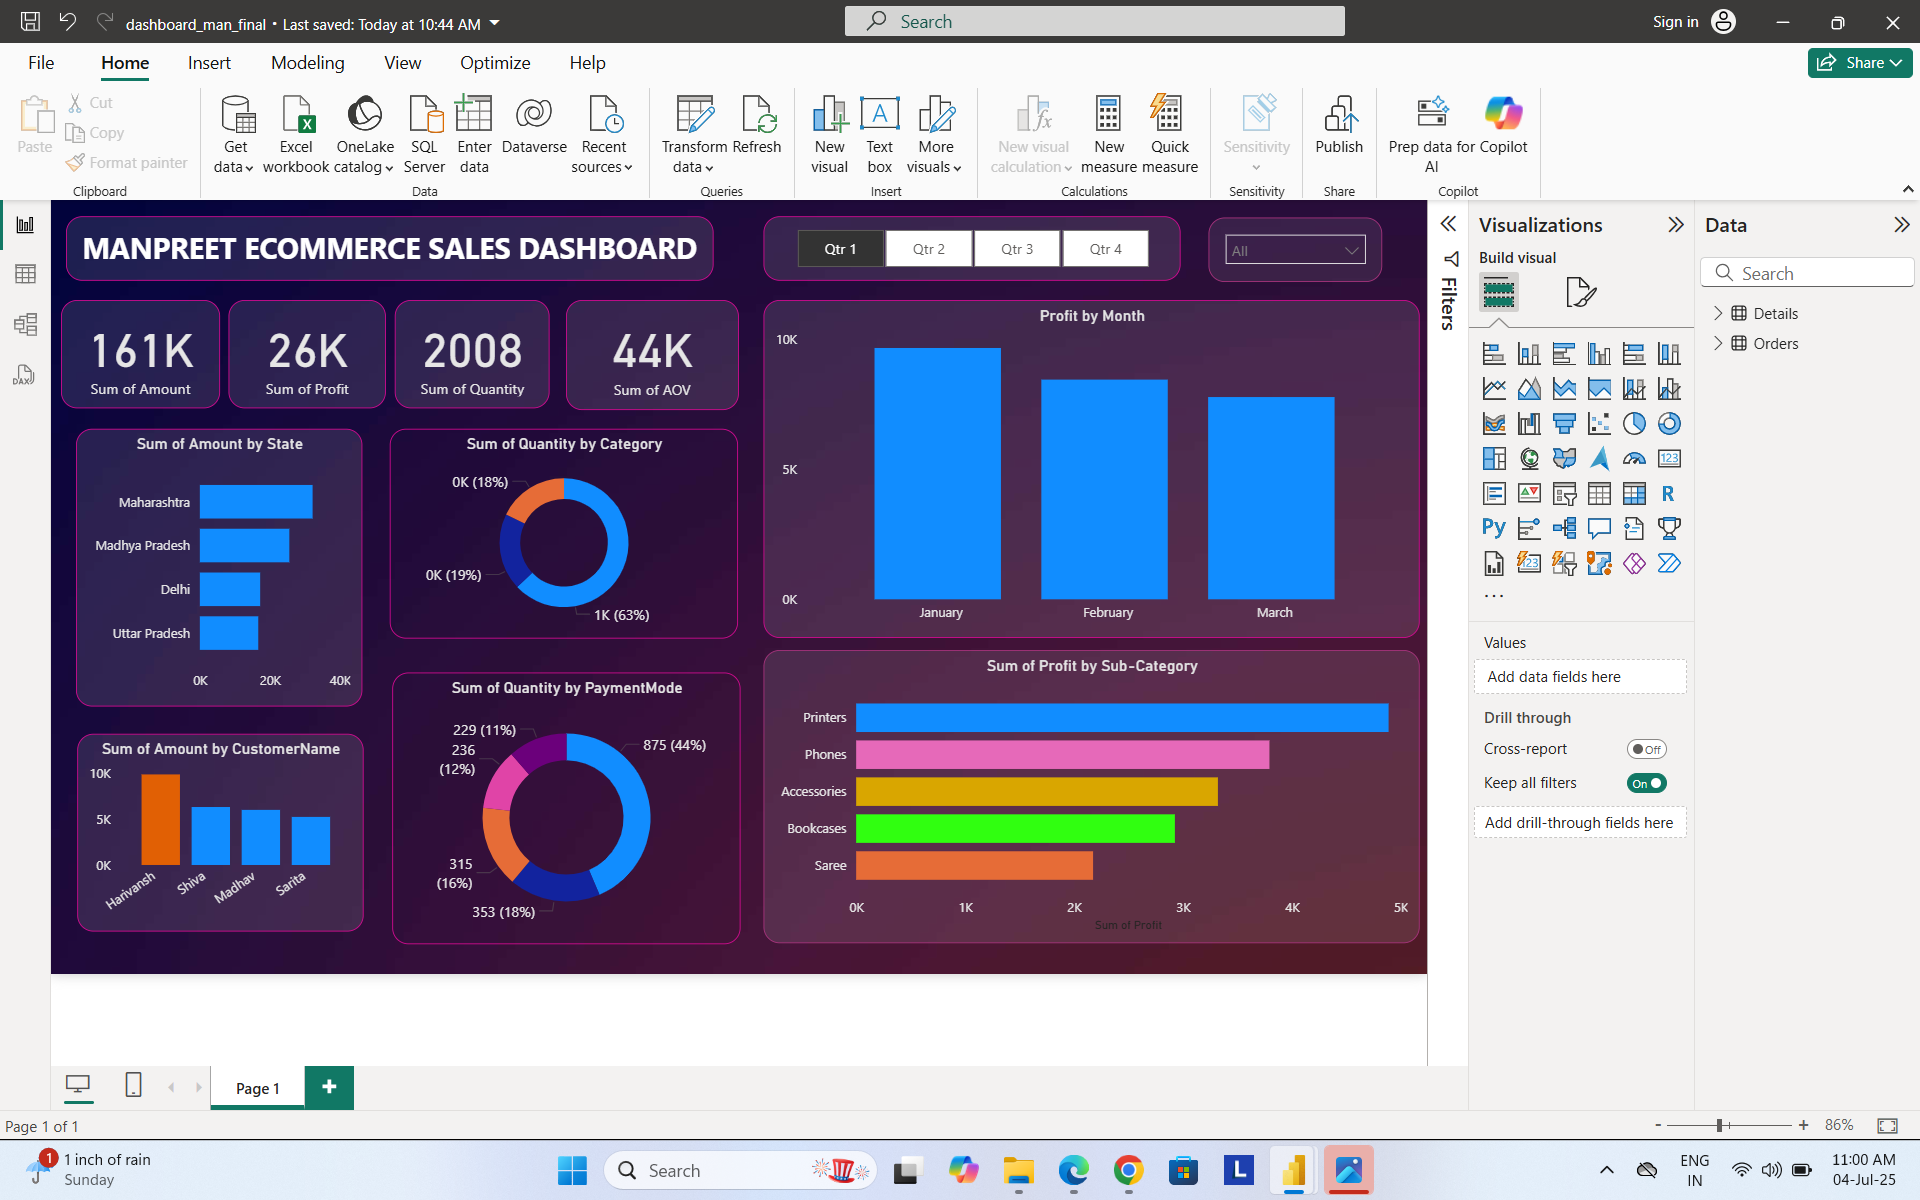 dashboard_man_final • Last saved: Today at 10:44 AM
Search
Sign in
File Home Insert Modeling View Optimize Help
Share
Paste
Cut
Copy
Format painter
Clipboard
Get data
Excel workbook
OneLake catalog
SQL Server
Enter data
Dataverse
Recent sources
Data
Transform data
Refresh
Queries
New visual
Text box
More visuals
Insert
New visual calculation
New measure
Quick measure
Calculations
Sensitivity
Sensitivity
Publish
Share
Prep data for AI
Copilot
Copilot
MANPREET ECOMMERCE SALES DASHBOARD
Qtr 1 Qtr 2 Qtr 3 Qtr 4
All
161K
Sum of Amount
26K
Sum of Profit
2008
Sum of Quantity
44K
Sum of AOV
Sum of Amount by State
Maharashtra
Madhya Pradesh
Delhi
Uttar Pradesh
0K 20K 40K
Sum of Quantity by Category
0K (18%)
0K (19%)
1K (63%)
Profit by Month
10K
5K
0K
January February March
Sum of Amount by CustomerName
10K
5K
0K
Harivansh Shiva Madhav Sarita
Sum of Quantity by PaymentMode
229 (11%)
236
(12%)
875 (44%)
315
(16%)
353 (18%)
Sum of Profit by Sub-Category
Printers
Phones
Accessories
Bookcases
Saree
0K 1K 2K 3K 4K 5K
Sum of Profit
Filters
Visualizations
Build visual
123
R
Py
123
...
Values
Add data fields here
Drill through
Cross-report Off
Keep all filters On
Add drill-through fields here
Data
Search
Details
Orders
DAX
Page 1
Page 1 of 1
- + 86%
1
1 inch of rain
Sunday
Search
L
ENG
IN
11:00 AM
04-Jul-25